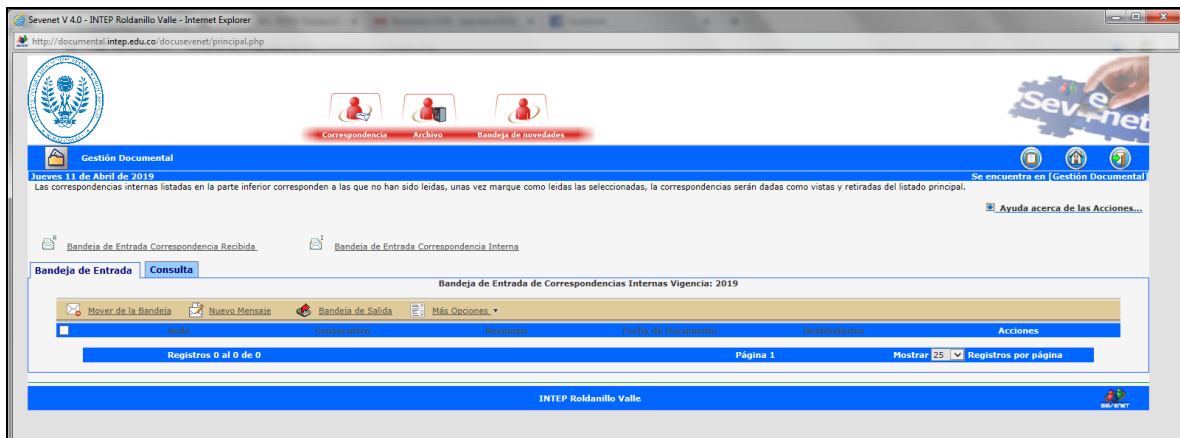 Sevenet V 4.0 - INTEP Roldanillo Valle - Internet Explorer
http://documental.intep.edu.co/docusevenet/principal.php
Sevenet
Correspondencia Archivo Bandeja de novedades
Gestión Documental
Jueves 11 de Abril de 2019 Se encuentra en [Gestión Documental]
Las correspondencias internas listadas en la parte inferior corresponden a las que no han sido leidas, unas vez marque como leidas las seleccionadas, la correspondencias serán dadas como vistas y retiradas del listado principal.
Ayuda acerca de las Acciones...
R Bandeja de Entrada Correspondencia Recibida I Bandeja de Entrada Correspondencia Interna
Bandeja de Entrada Consulta
Bandeja de Entrada de Correspondencias Internas Vigencia: 2019
Mover de la Bandeja Nuevo Mensaje Bandeja de Salida Más Opciones
Sede Consecutivo Resumen Fecha de Documento Destinatarios Acciones
Registros 0 al 0 de 0 Página 1 Mostrar 25 Registros por página
INTEP Roldanillo Valle
SEVENET